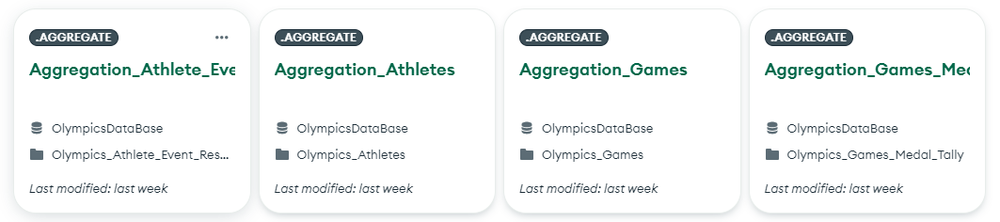 .AGGREGATE
Aggregation_Athlete_Eve
OlympicsDataBase
Olympics_Athlete_Event_Res...
Last modified: last week
.AGGREGATE
Aggregation_Athletes
OlympicsDataBase
Olympics_Athletes
Last modified: last week
.AGGREGATE
Aggregation_Games
OlympicsDataBase
Olympics_Games
Last modified: last week
.AGGREGATE
Aggregation_Games_Med
OlympicsDataBase
Olympics_Games_Medal_Tally
Last modified: last week